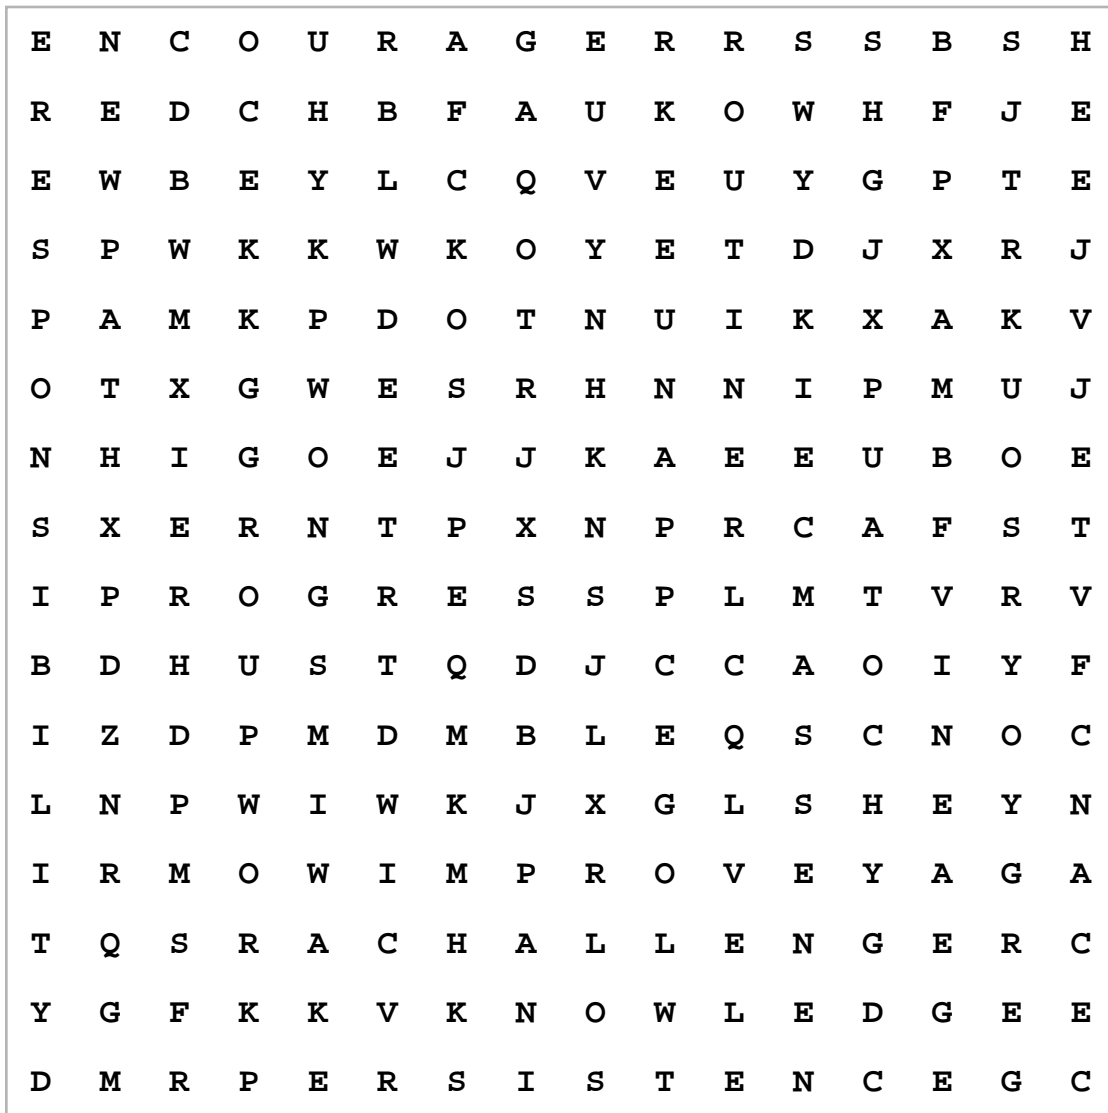 E N C O U R A G E R R S S B S H
R E D C H B F A U K O W H F J E
E W B E Y L C Q V E U Y G P T E
S P W K K W K O Y E T D J X R J
P A M K P D O T N U I K X A K V
O T X G W E S R H N N I P M U J
N H I G O E J J K A E E U B O E
S X E R N T P X N P R C A F S T
I P R O G R E S S P L M T V R V
B D H U S T Q D J C C A O I Y F
I Z D P M D M B L E Q S C N O C
L N P W I W K J X G L S H E Y N
I R M O W I M P R O V E Y A G A
T Q S R A C H A L L E N G E R C
Y G F K K V K N O W L E D G E E
D M R P E R S I S T E N C E G C